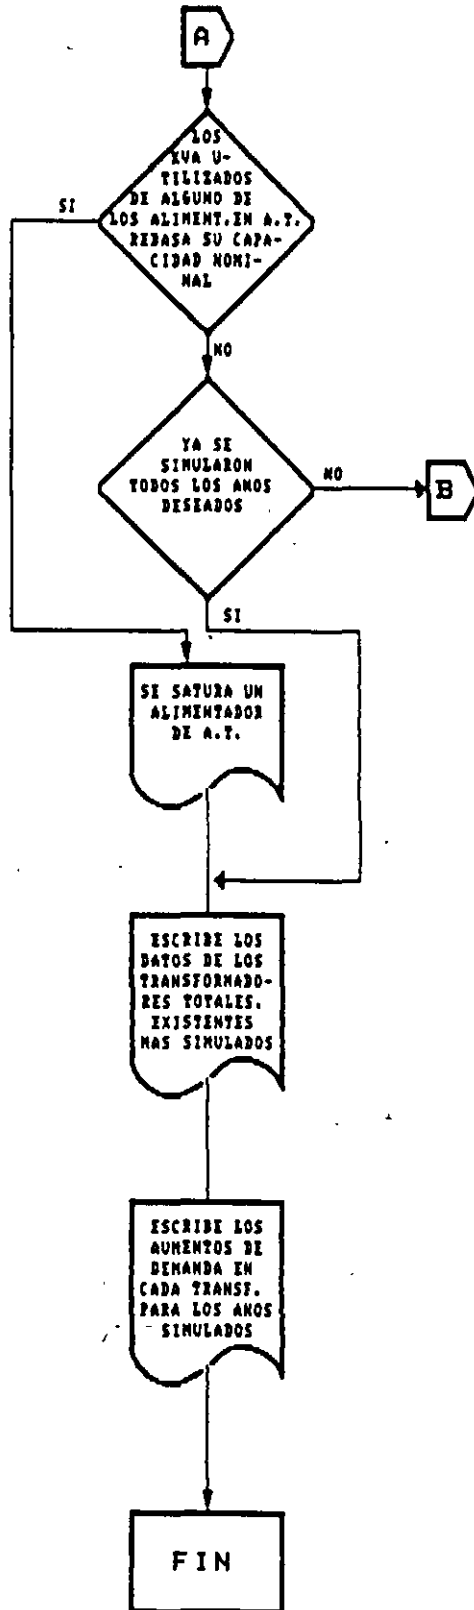 A
LOS
KVA U-
TILIZADOS
DE ALGUNO DE
LOS ALIMENT. EN A.T.
REBASA SU CAPA-
CIDAD NOMI-
NAL
SI
NO
YA SE
SIMULARON
TODOS LOS ANOS
DESEADOS
NO
B
SI
SE SATURA UN
ALIMENTADOR
DE A.T.
ESCRIBE LOS
DATOS DE LOS
TRANSFORMADO-
RES TOTALES.
EXISTENTES
MAS SIMULADOS
ESCRIBE LOS
AUMENTOS DE
DEMANDA EN
CADA TRANSF.
PARA LOS ANOS
SIMULADOS
FIN